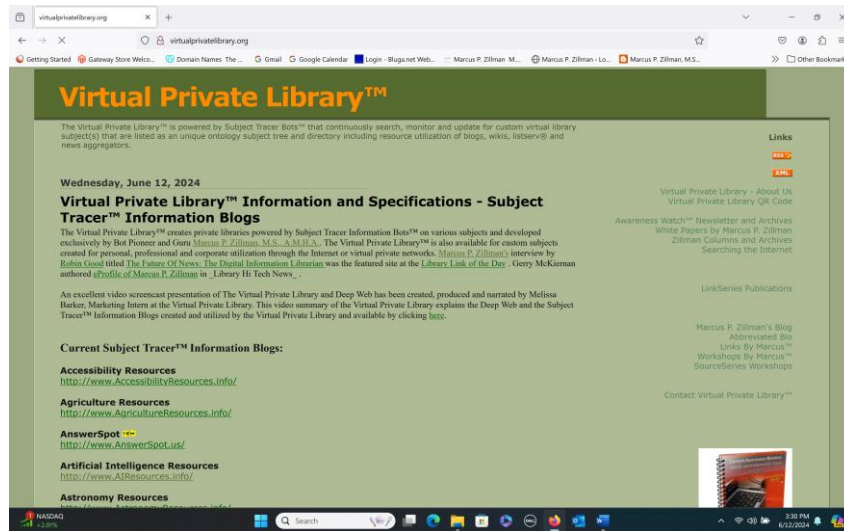 virtualprivatelibrary.org
virtualprivatelibrary.org
Getting Started Gateway Store Welco... Domain Names The ... Gmail Google Calendar Login - Bluga.net Web... Marcus P. Zillman M... Marcus P. Zillman - Lo... Marcus P. Zillman, M.S... Other Bookmark
Virtual Private Library™
The Virtual Private Library™ is powered by Subject Tracer Bots™ that continuously search, monitor and update for custom virtual library
subject(s) that are listed as an unique ontology subject tree and directory including resource utilization of blogs, wikis, listserv® and
news aggregators.
Wednesday, June 12, 2024
Virtual Private Library™ Information and Specifications - Subject
Tracer™ Information Blogs
The Virtual Private Library™ creates private libraries powered by Subject Tracer Information Bots™ on various subjects and developed
exclusively by Bot Pioneer and Guru Marcus P. Zillman, M.S., A.M.H.A.. The Virtual Private Library™ is also available for custom subjects
created for personal, professional and corporate utilization through the Internet or virtual private networks. Marcus P. Zillman's interview by
Robin Good titled The Future Of News: The Digital Information Librarian was the featured site at the Library Link of the Day . Gerry McKiernan
authored eProfile of Marcus P. Zillman in _Library Hi Tech News_ .
An excellent video screencast presentation of The Virtual Private Library and Deep Web has been created, produced and narrated by Melissa
Barker, Marketing Intern at the Virtual Private Library. This video summary of the Virtual Private Library explains the Deep Web and the Subject
Tracer™ Information Blogs created and utilized by the Virtual Private Library and available by clicking here.
Current Subject Tracer™ Information Blogs:
Accessibility Resources
http://www.AccessibilityResources.info/
Agriculture Resources
http://www.AgricultureResources.info/
AnswerSpot
http://www.AnswerSpot.us/
Artificial Intelligence Resources
http://www.AIResources.info/
Astronomy Resources
Links
RSS
XML
Virtual Private Library - About Us
Virtual Private Library QR Code
Awareness Watch™ Newsletter and Archives
White Papers by Marcus P. Zillman
Zillman Columns and Archives
Searching the Internet
LinkSeries Publications
Marcus P. Zillman's Blog
Abbreviated Bio
Links By Marcus™
Workshops By Marcus™
SourceSeries Workshops
Contact Virtual Private Library™
NASDAQ
+2.01%
Search
3:30 PM
6/12/2024